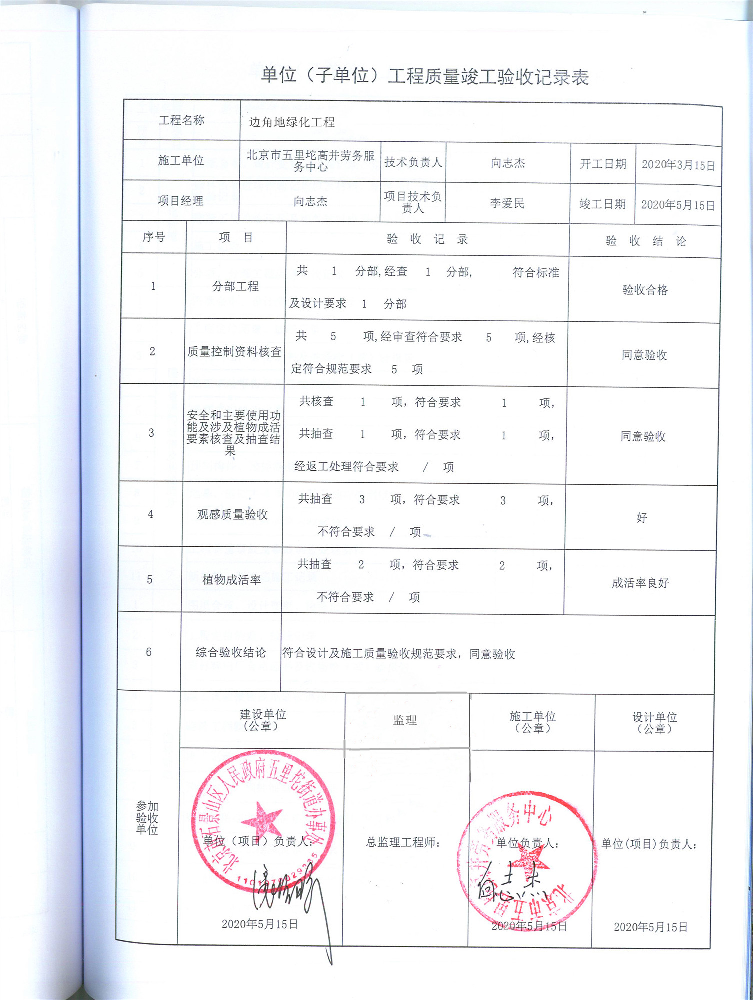 单位（子单位）工程质量竣工验收记录表
工程名称 边角地绿化工程
施工单位 北京市五里坨高井劳务服务中心 技术负责人 向志杰 开工日期 2020年3月15日
项目经理 向志杰 项目技术负责人 李爱民 竣工日期 2020年5月15日
序号 项 目 验 收 记 录 验 收 结 论
1 分部工程 共 1 分部,经查 1 分部, 符合标准
及设计要求 1 分部 验收合格
2 质量控制资料核查 共 5 项,经审查符合要求 5 项,经核
定符合规范要求 5 项 同意验收
3 安全和主要使用功能及涉及植物成活要素核查及抽查结果 共核查 1 项，符合要求 1 项，
共抽查 1 项，符合要求 1 项，
经返工处理符合要求 / 项 同意验收
4 观感质量验收 共抽查 3 项，符合要求 3 项，
不符合要求 / 项 好
5 植物成活率 共抽查 2 项，符合要求 2 项，
不符合要求 / 项 成活率良好
6 综合验收结论 符合设计及施工质量验收规范要求，同意验收
参加
验收
单位
建设单位
（公章）
监理
施工单位
（公章）
设计单位
（公章）
北京市石景山区人民政府五里坨街道办事处
单位（项目）负责人：
2020年5月15日
总监理工程师：
北京市五里坨高井劳务服务中心
单位负责人：
向志杰
2020年5月15日
单位(项目)负责人：
2020年5月15日